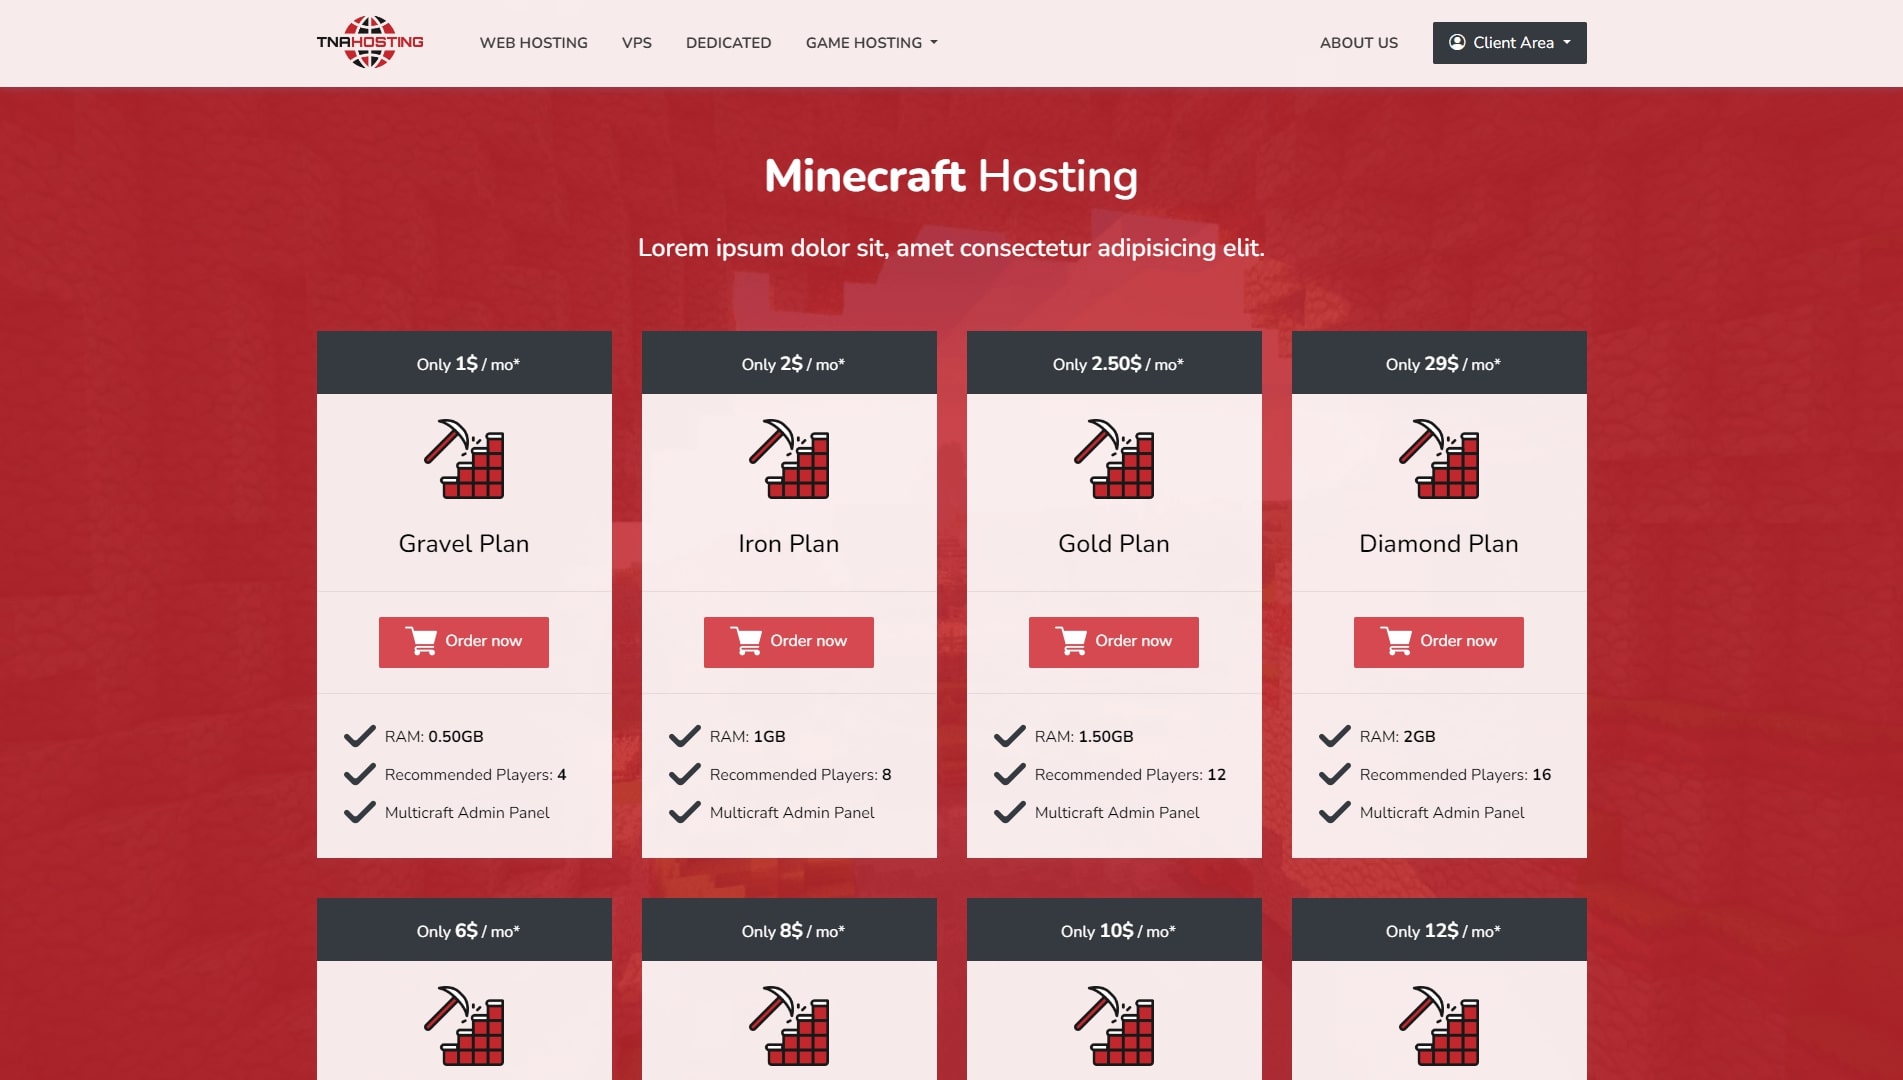 TNAHOSTING
WEB HOSTING
VPS
DEDICATED
GAME HOSTING
ABOUT US
Client Area
Minecraft Hosting
Lorem ipsum dolor sit, amet consectetur adipisicing elit.
Only 1$ / mo*
Gravel Plan
Order now
RAM: 0.50GB
Recommended Players: 4
Multicraft Admin Panel
Only 2$ / mo*
Iron Plan
Order now
RAM: 1GB
Recommended Players: 8
Multicraft Admin Panel
Only 2.50$ / mo*
Gold Plan
Order now
RAM: 1.50GB
Recommended Players: 12
Multicraft Admin Panel
Only 29$ / mo*
Diamond Plan
Order now
RAM: 2GB
Recommended Players: 16
Multicraft Admin Panel
Only 6$ / mo*
Only 8$ / mo*
Only 10$ / mo*
Only 12$ / mo*